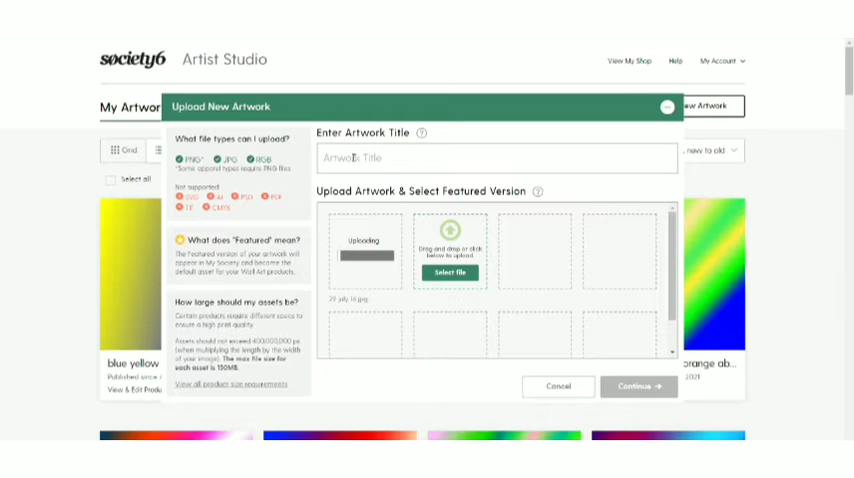 society6 Artist Studio
View My Shop Help My Account
My Artwor
ew Artwork
Upload New Artwork
Grid
new to old
Select all
What file types can I upload?
PNG* JPG RGB
*Some apparel types require PNG files
Not supported:
SVG AI PSD PDF
TIF CMYK
What does "Featured" mean?
The Featured version of your artwork will
appear in My Society and become the
default asset for your Wall Art products.
How large should my assets be?
Certain products require different specs to
ensure a high print quality
Assets should not exceed 400,000,000 px
(when multiplying the length by the width
of your image). The max file size for
each asset is 150MB.
View all product size requirements
Enter Artwork Title ?
Artwork Title
Upload Artwork & Select Featured Version ?
Uploading
Drag and drop or click
below to upload.
Select file
29 july 16.jpg
Cancel Continue
blue yellow
Published since
View & Edit Produ
orange ab...
2021